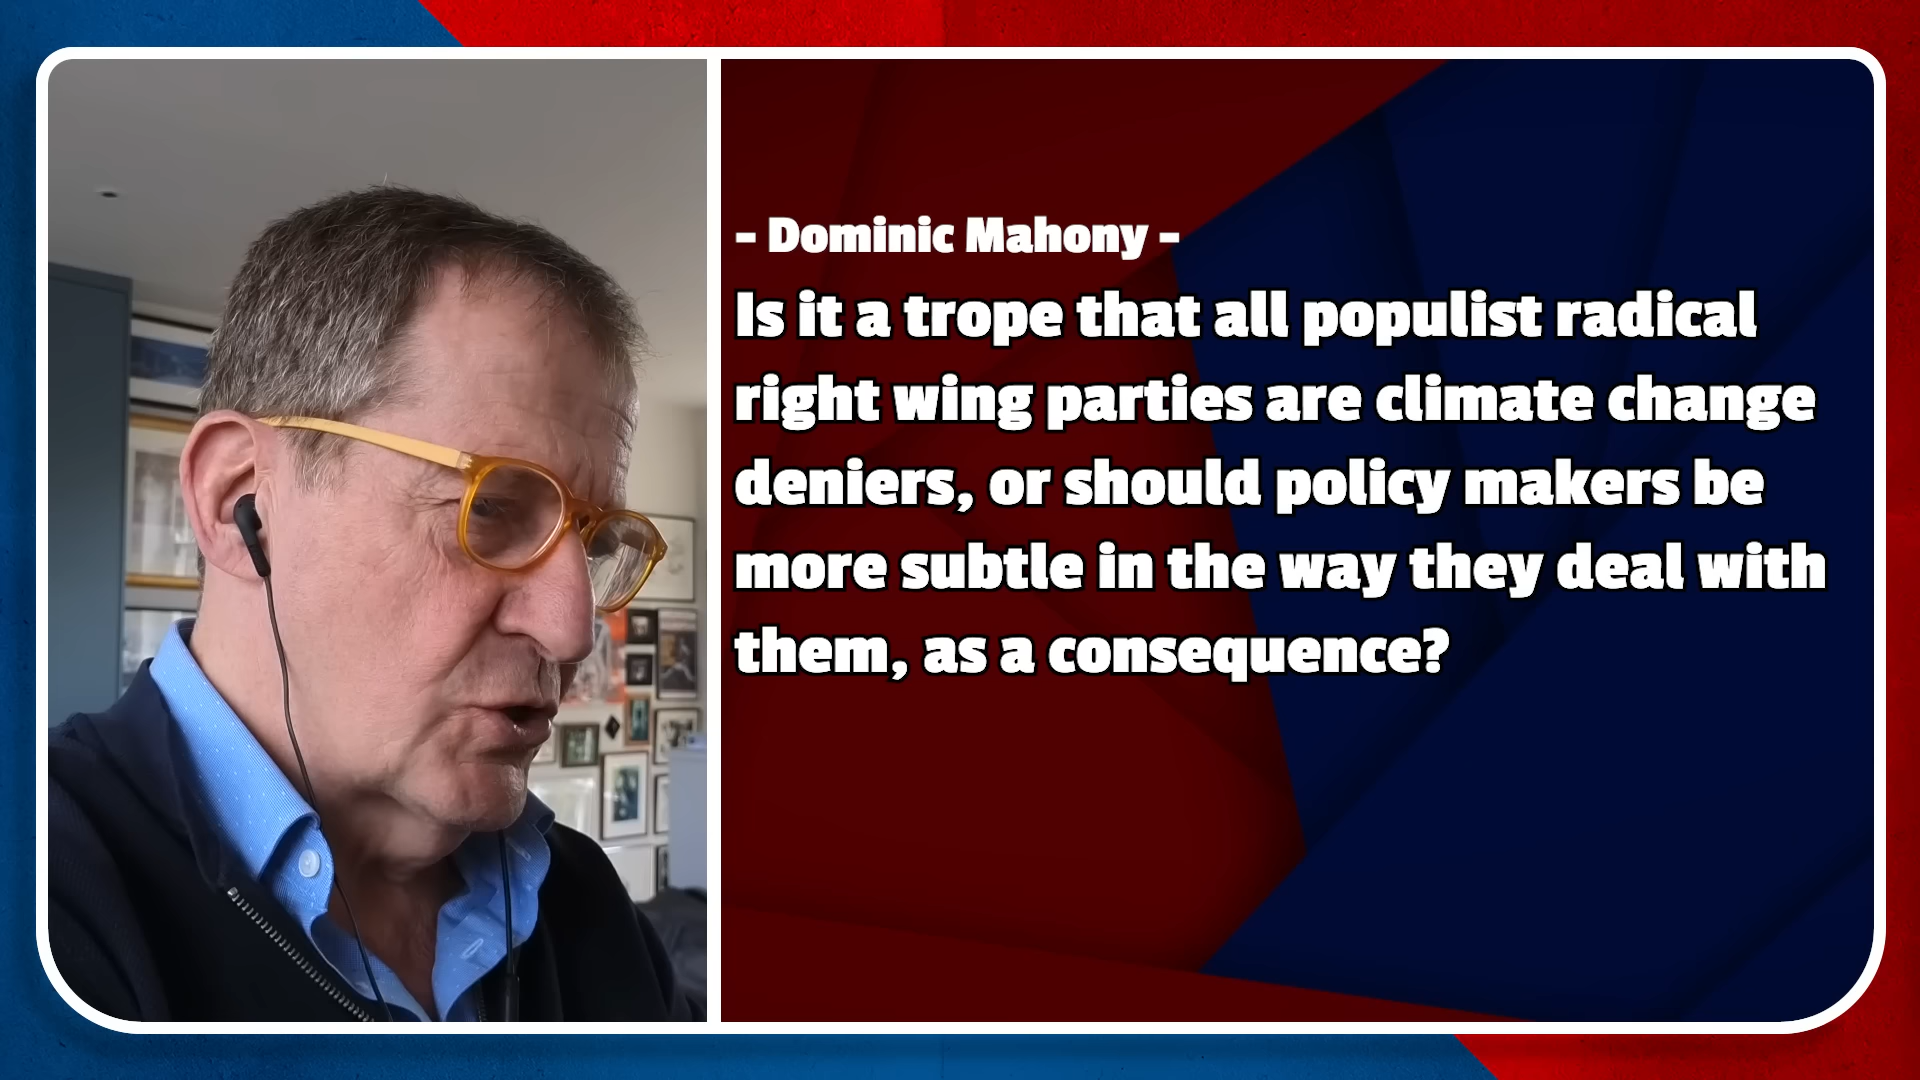 - Dominic Mahony -
Is it a trope that all populist radical
right wing parties are climate change
deniers, or should policy makers be
more subtle in the way they deal with
them, as a consequence?